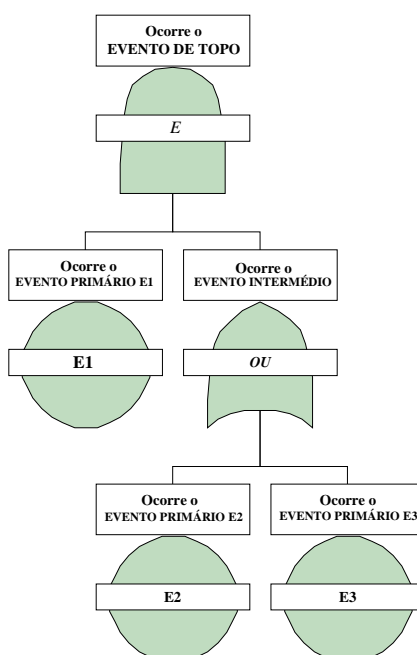 Ocorre o
EVENTO DE TOPO
E
Ocorre o
EVENTO PRIMÁRIO E1
Ocorre o
EVENTO INTERMÉDIO
E1
OU
Ocorre o
EVENTO PRIMÁRIO E2
Ocorre o
EVENTO PRIMÁRIO E3
E2
E3